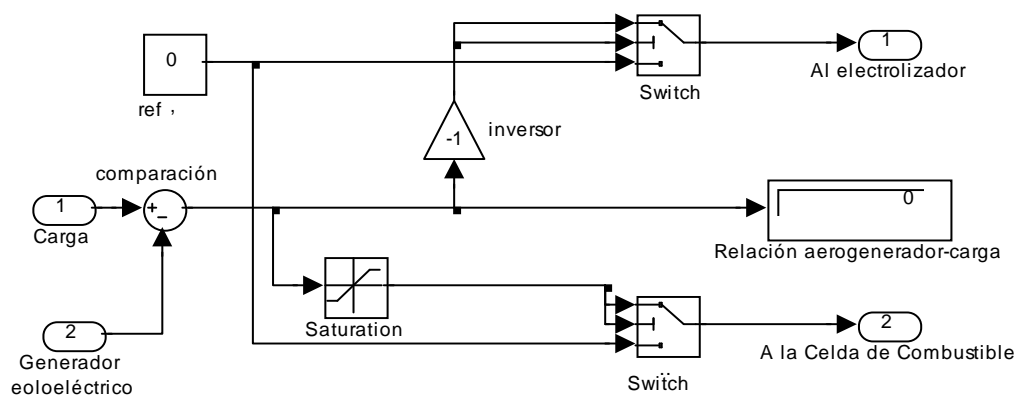 1
Al electrolizador
Switch
0
ref ,
-1
inversor
comparación
1
Carga
+
−
0
Relación aerogenerador-carga
2
Generador
eoloeléctrico
Saturation
Switch
2
A la Celda de Combustible